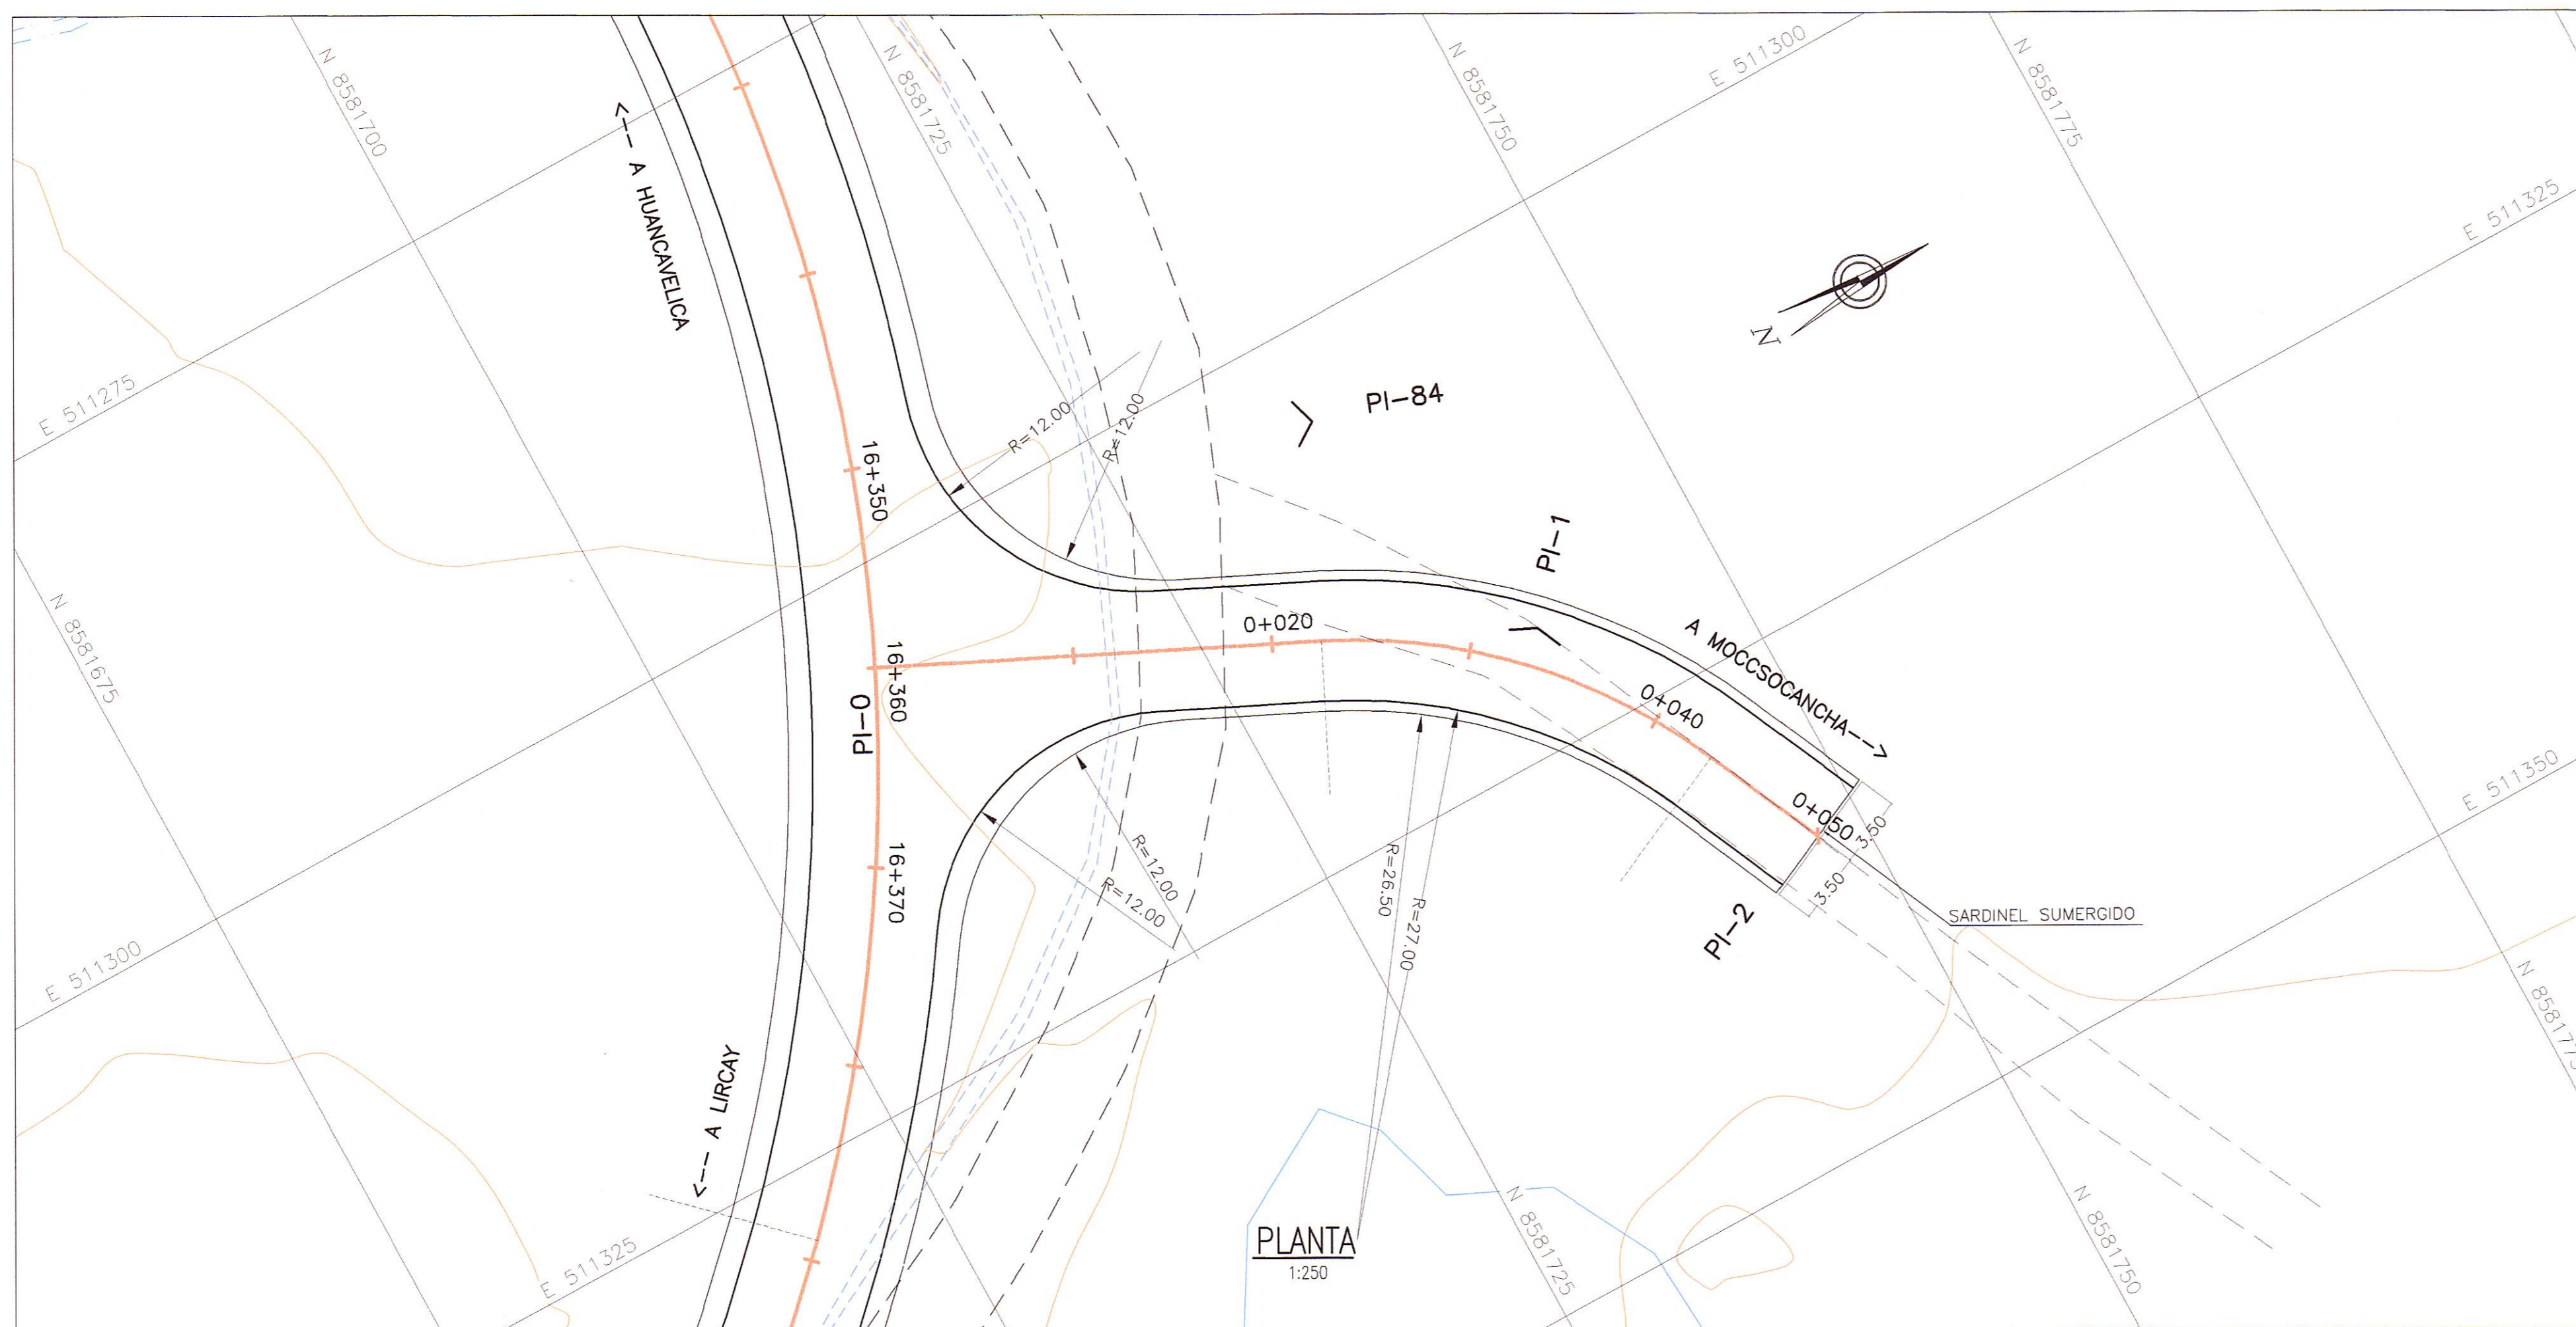 N 8581700
N 8581725
N 8581750
E 511300
N 8581775
E 511325
A HUANCAVELICA
N
E 511275
PI-84
R=12.00
R=12.00
16+350
PI-1
N 8581675
0+020
A MOCCSOCANCHA
16+360
PI-0
0+040
0+050
3.50
3.50
E 511350
16+370
R=12.00
R=12.00
R=26.50
R=27.00
PI-2
SARDINEL SUMERGIDO
E 511300
A LIRCAY
E 511325
PLANTA
1:250
N 8581725
N 8581750